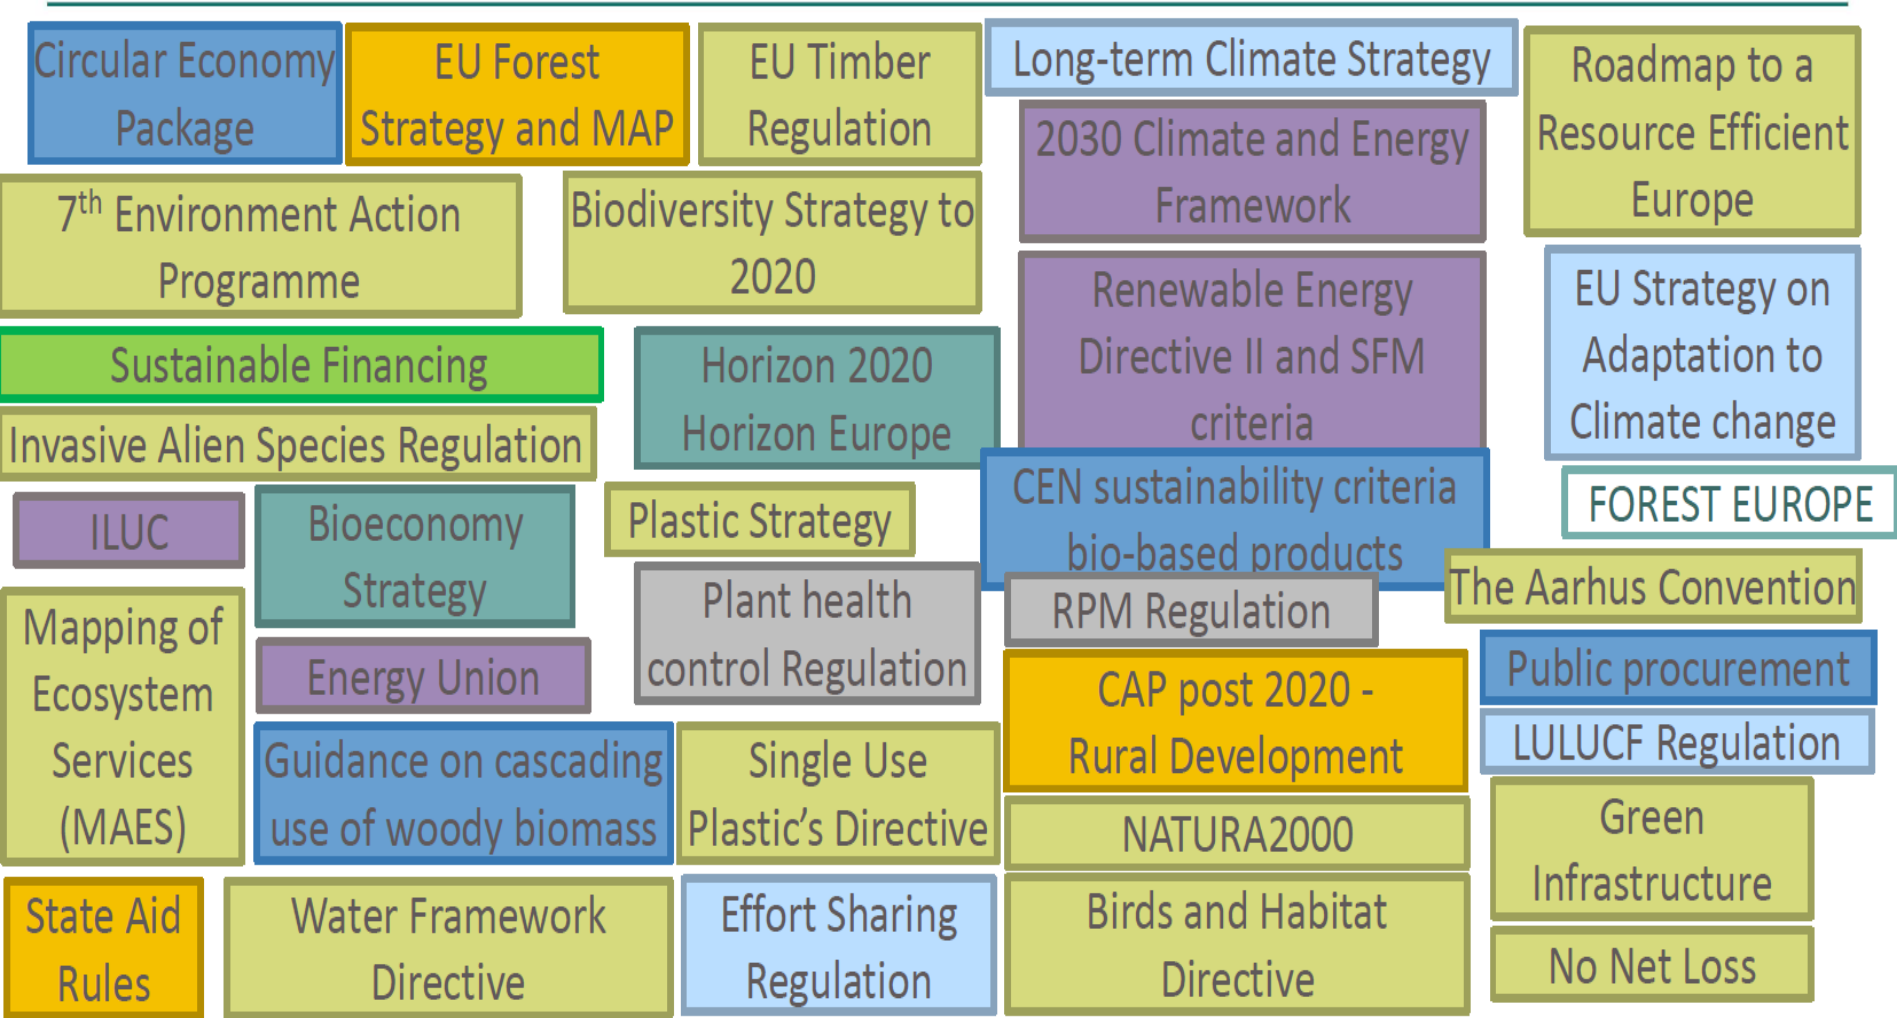 Circular Economy
Package
EU Forest
Strategy and MAP
EU Timber
Regulation
Long-term Climate Strategy
Roadmap to a
Resource Efficient
Europe
2030 Climate and Energy
Framework
7th Environment Action
Programme
Biodiversity Strategy to
2020
Renewable Energy
Directive II and SFM
criteria
EU Strategy on
Adaptation to
Climate change
Sustainable Financing
Horizon 2020
Horizon Europe
Invasive Alien Species Regulation
CEN sustainability criteria
bio-based products
FOREST EUROPE
ILUC
Bioeconomy
Strategy
Plastic Strategy
The Aarhus Convention
Plant health
control Regulation
RPM Regulation
Mapping of
Ecosystem
Services
(MAES)
Energy Union
CAP post 2020 -
Rural Development
Public procurement
LULUCF Regulation
Guidance on cascading
use of woody biomass
Single Use
Plastic’s Directive
NATURA2000
Green
Infrastructure
State Aid
Rules
Water Framework
Directive
Effort Sharing
Regulation
Birds and Habitat
Directive
No Net Loss